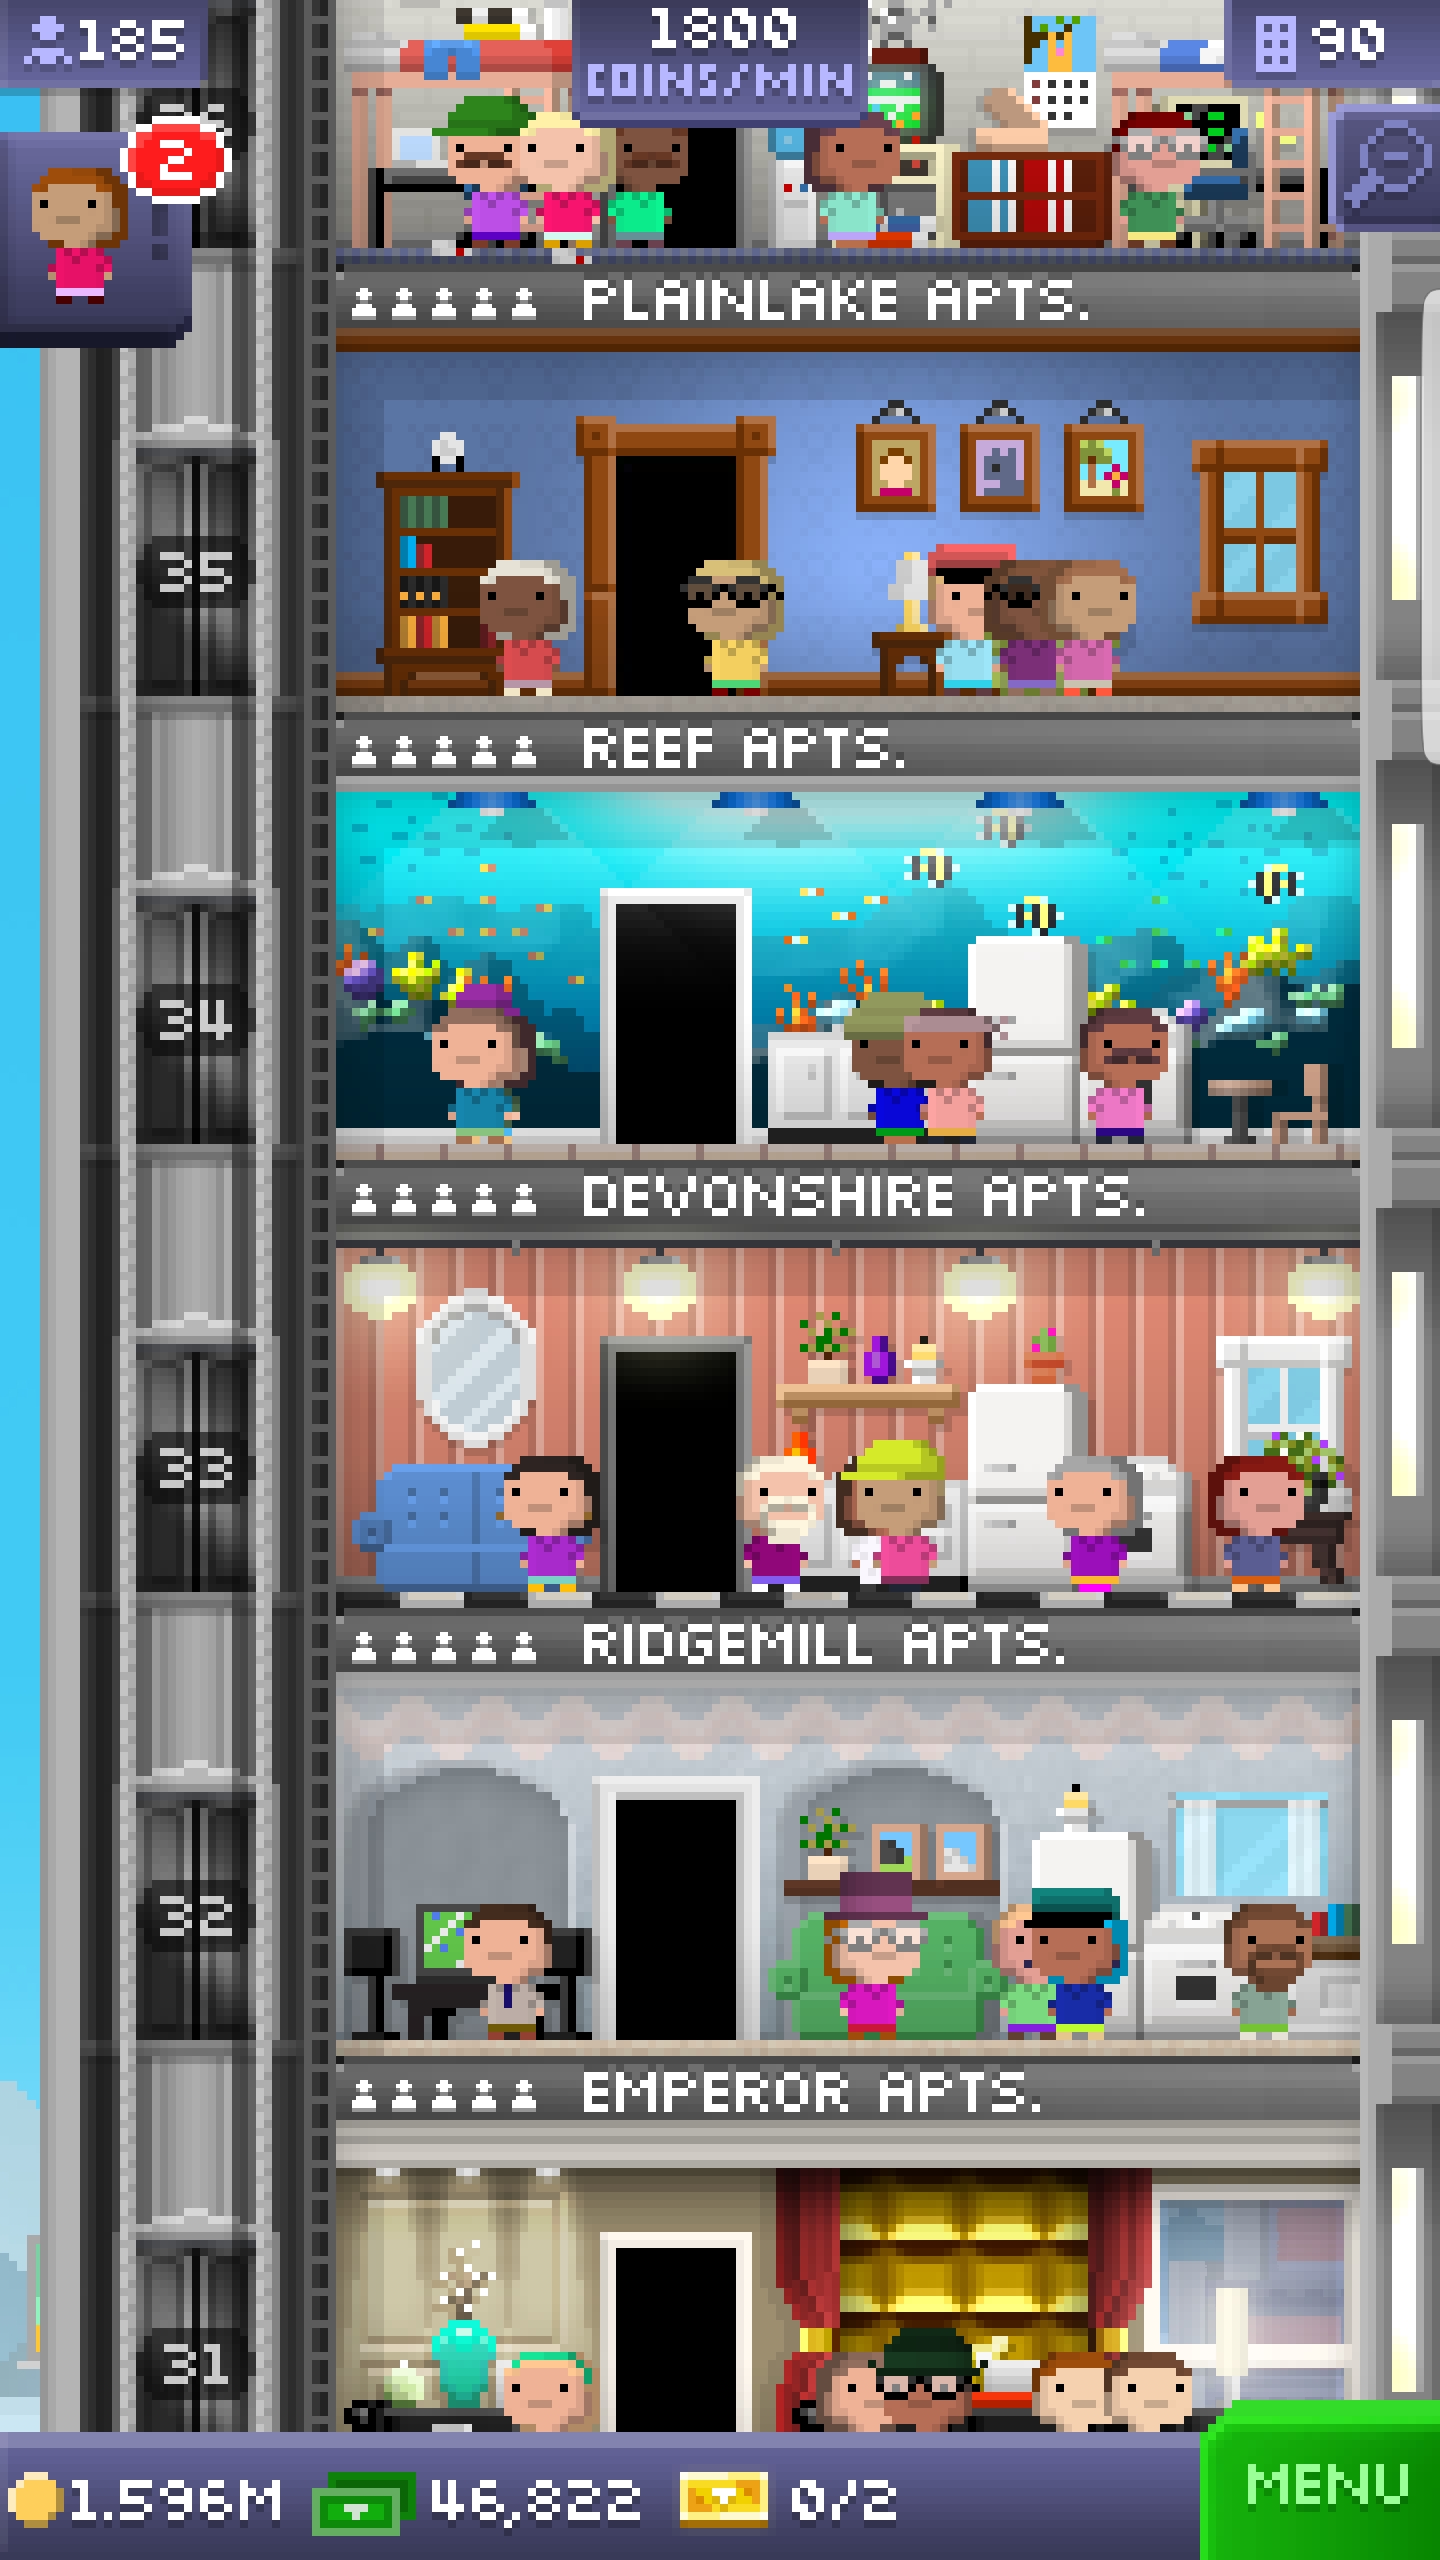 185
1800
COINS/MIN
90
2
PLAINLAKE APTS.
35
REEF APTS.
34
DEVONSHIRE APTS.
33
RIDGEMILL APTS.
32
EMPEROR APTS.
31
1.596M
46,822
0/2
MENU